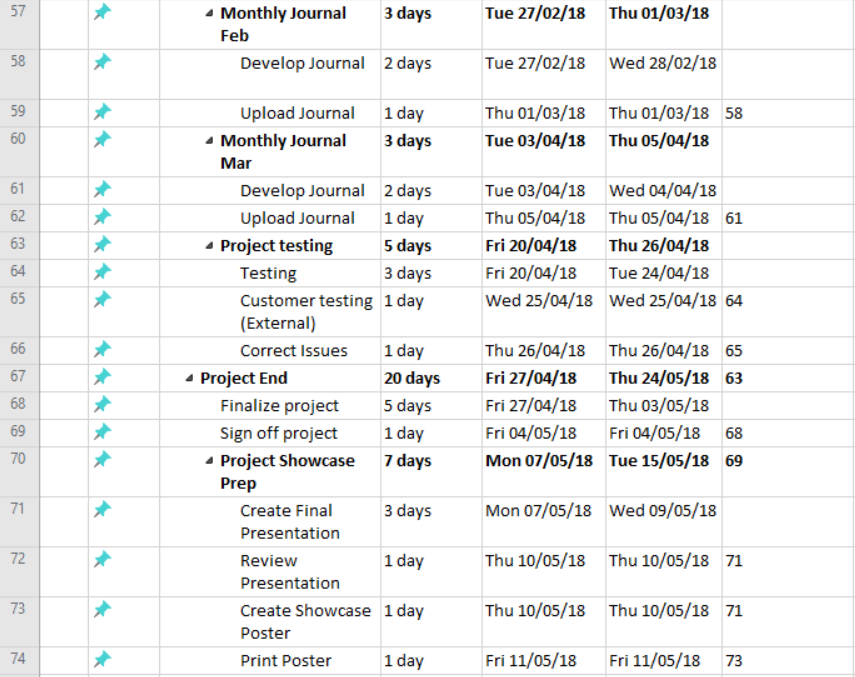 57 Monthly Journal 3 days Tue 27/02/18 Thu 01/03/18
Feb
58 Develop Journal 2 days Tue 27/02/18 Wed 28/02/18
59 Upload Journal 1 day Thu 01/03/18 Thu 01/03/18 58
60 Monthly Journal 3 days Tue 03/04/18 Thu 05/04/18
Mar
61 Develop Journal 2 days Tue 03/04/18 Wed 04/04/18
62 Upload Journal 1 day Thu 05/04/18 Thu 05/04/18 61
63 Project testing 5 days Fri 20/04/18 Thu 26/04/18
64 Testing 3 days Fri 20/04/18 Tue 24/04/18
65 Customer testing 1 day Wed 25/04/18 Wed 25/04/18 64
(External)
66 Correct Issues 1 day Thu 26/04/18 Thu 26/04/18 65
67 Project End 20 days Fri 27/04/18 Thu 24/05/18 63
68 Finalize project 5 days Fri 27/04/18 Thu 03/05/18
69 Sign off project 1 day Fri 04/05/18 Fri 04/05/18 68
70 Project Showcase 7 days Mon 07/05/18 Tue 15/05/18 69
Prep
71 Create Final 3 days Mon 07/05/18 Wed 09/05/18
Presentation
72 Review 1 day Thu 10/05/18 Thu 10/05/18 71
Presentation
73 Create Showcase 1 day Thu 10/05/18 Thu 10/05/18 71
Poster
74 Print Poster 1 day Fri 11/05/18 Fri 11/05/18 73